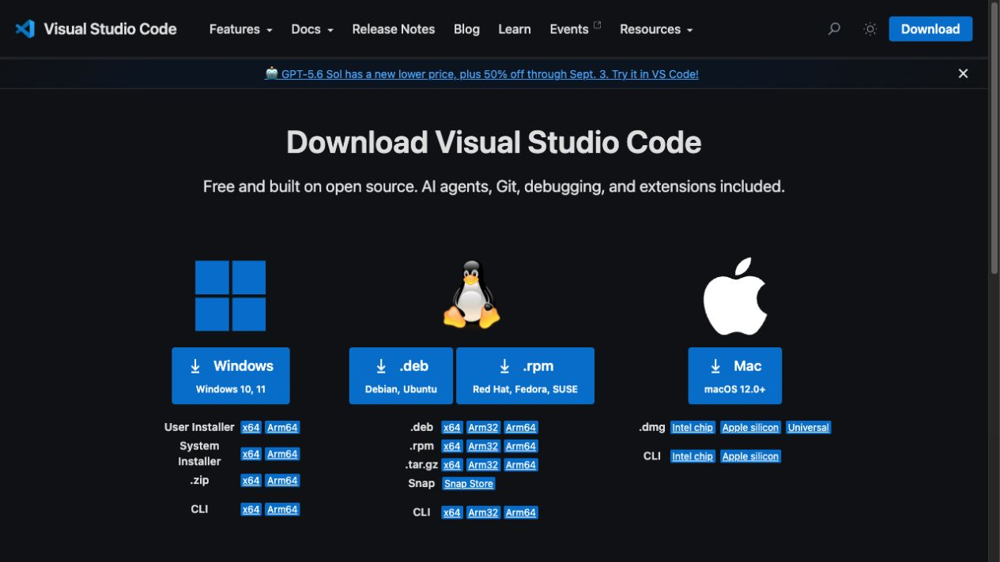 Visual Studio Code Features Docs Release Notes Blog Learn Events Resources Download
GPT-5.6 Sol has a new lower price, plus 50% off through Sept. 3. Try it in VS Code!
Download Visual Studio Code
Free and built on open source. AI agents, Git, debugging, and extensions included.
Windows
Windows 10, 11
User Installer x64 Arm64
System
Installer x64 Arm64
.zip x64 Arm64
CLI x64 Arm64
.deb
Debian, Ubuntu
.rpm
Red Hat, Fedora, SUSE
.deb x64 Arm32 Arm64
.rpm x64 Arm32 Arm64
.tar.gz x64 Arm32 Arm64
Snap Snap Store
CLI x64 Arm32 Arm64
Mac
macOS 12.0+
.dmg Intel chip Apple silicon Universal
CLI Intel chip Apple silicon